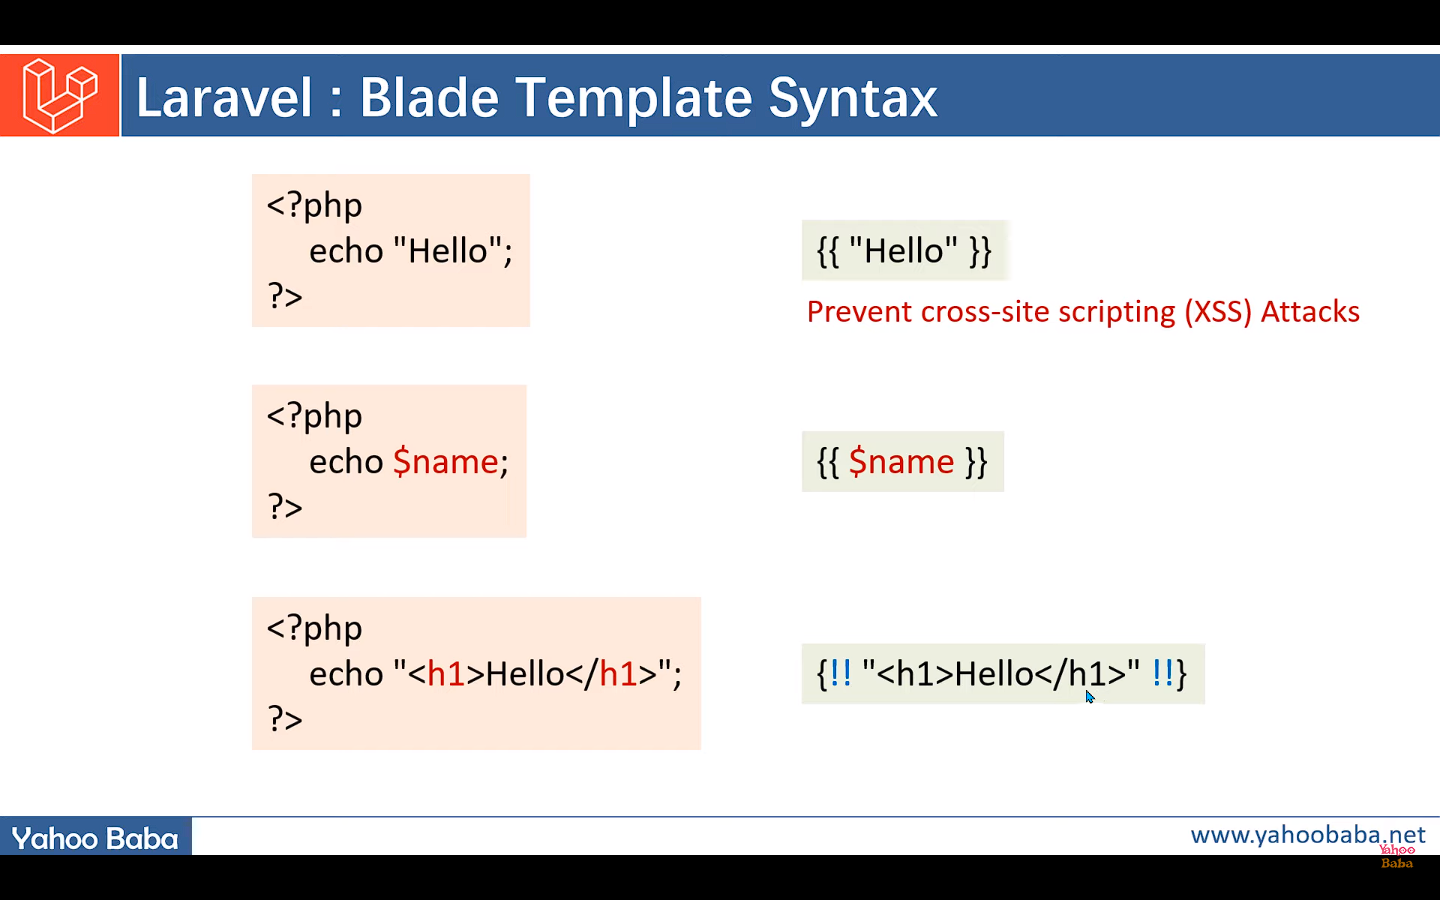 Laravel : Blade Template Syntax
<?php
echo "Hello";
?>
{{ "Hello" }}
Prevent cross-site scripting (XSS) Attacks
<?php
echo $name;
?>
{{ $name }}
<?php
echo "<h1>Hello</h1>";
?>
{!! "<h1>Hello</h1>" !!}
Yahoo Baba
www.yahoobaba.net
Yahoo
Baba